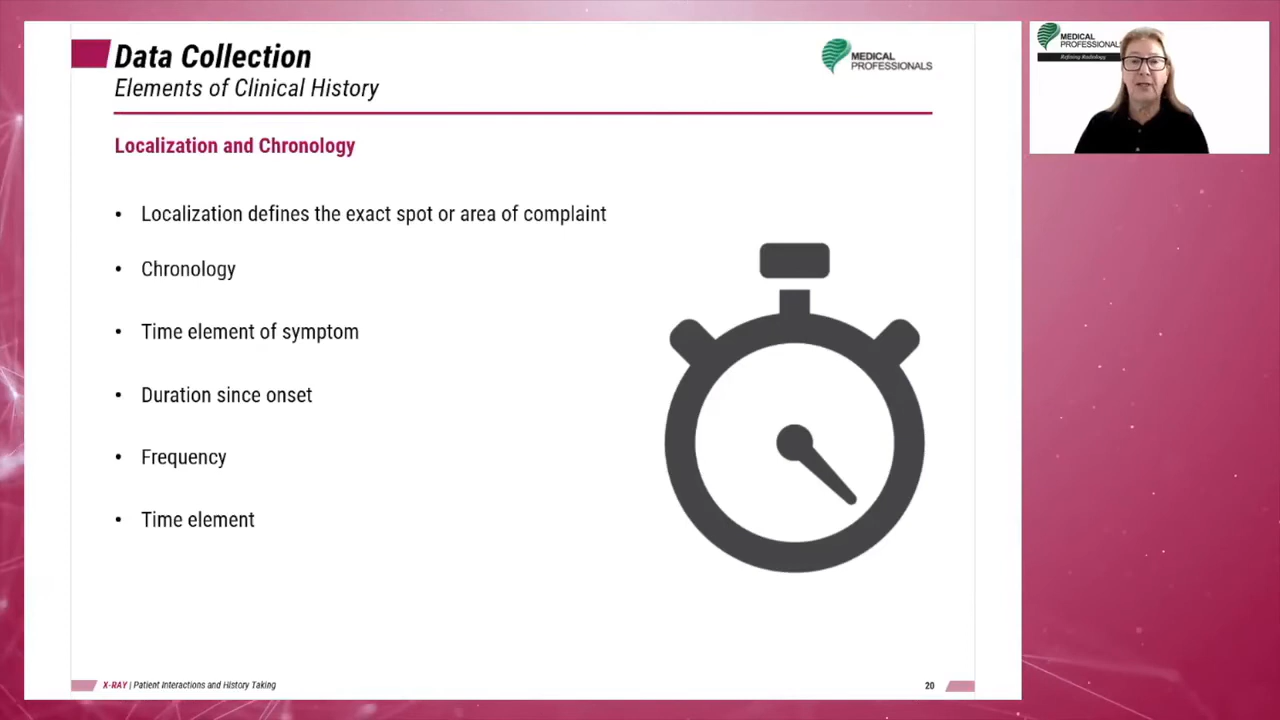 Data Collection
Elements of Clinical History
MEDICAL
PROFESSIONALS
Localization and Chronology
• Localization defines the exact spot or area of complaint
• Chronology
• Time element of symptom
• Duration since onset
• Frequency
• Time element
X-RAY | Patient Interactions and History Taking
20
MEDICAL
PROFESSIONALS
Refining Radiology